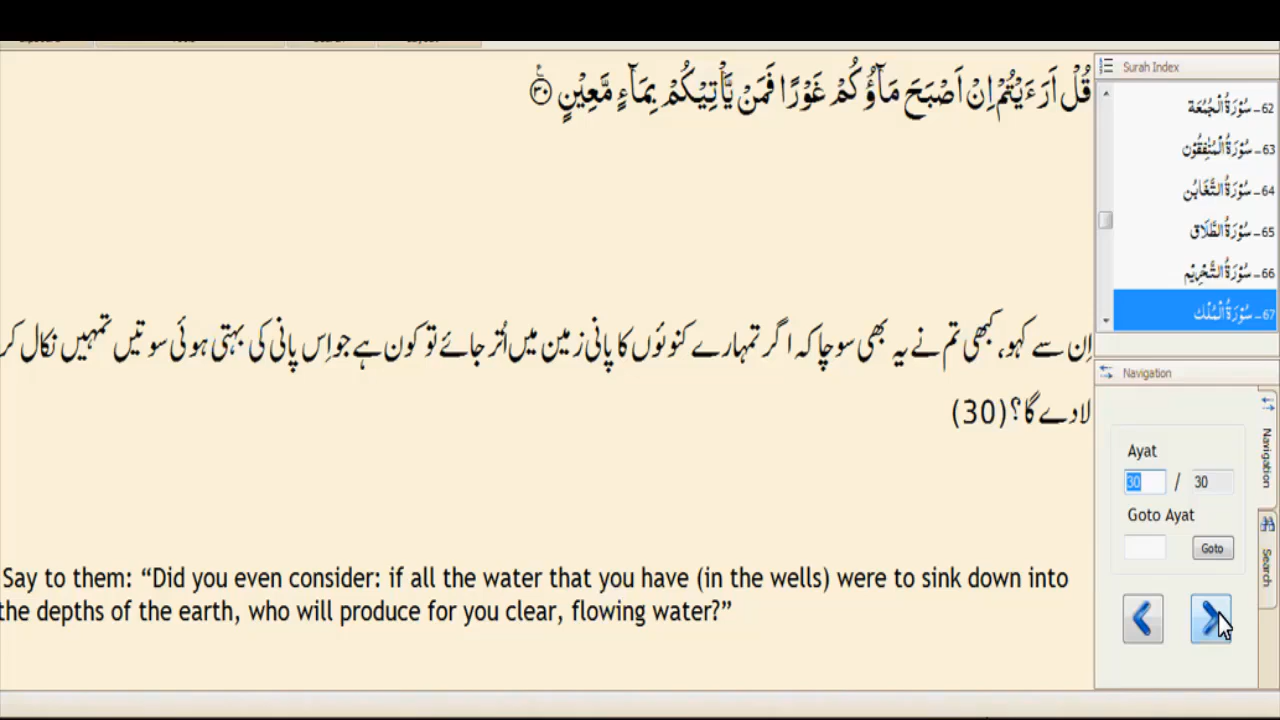 قُلْ اَرَءَيْتُمْ اِنْ اَصْبَحَ مَآؤُكُمْ غَوْرًا فَمَنْ يَّاْتِيْكُمْ بِمَآءٍ مَّعِيْنٍ ۝۳۰
اِن سے کہو، کبھی تم نے یہ بھی سوچا کہ اگر تمہارے کنوئوں کا پانی زمین میں اُتر جائے تو کون ہے جو اِس پانی کی بہتی ہوئی سوتیں تمہیں نکال کر
لا دے گا؟ (30)
Say to them: “Did you even consider: if all the water that you have (in the wells) were to sink down into
the depths of the earth, who will produce for you clear, flowing water?”
Surah Index
62- سُوْرَةُ الْجُمُعَة
63- سُوْرَةُ الْمُنٰفِقُوْن
64- سُوْرَةُ التَّغَابُن
65- سُوْرَةُ الطَّلَاق
66- سُوْرَةُ التَّحْرِيْم
67- سُوْرَةُ الْمُلْك
Navigation
Ayat
30 / 30
Goto Ayat
Goto
Navigation
Search